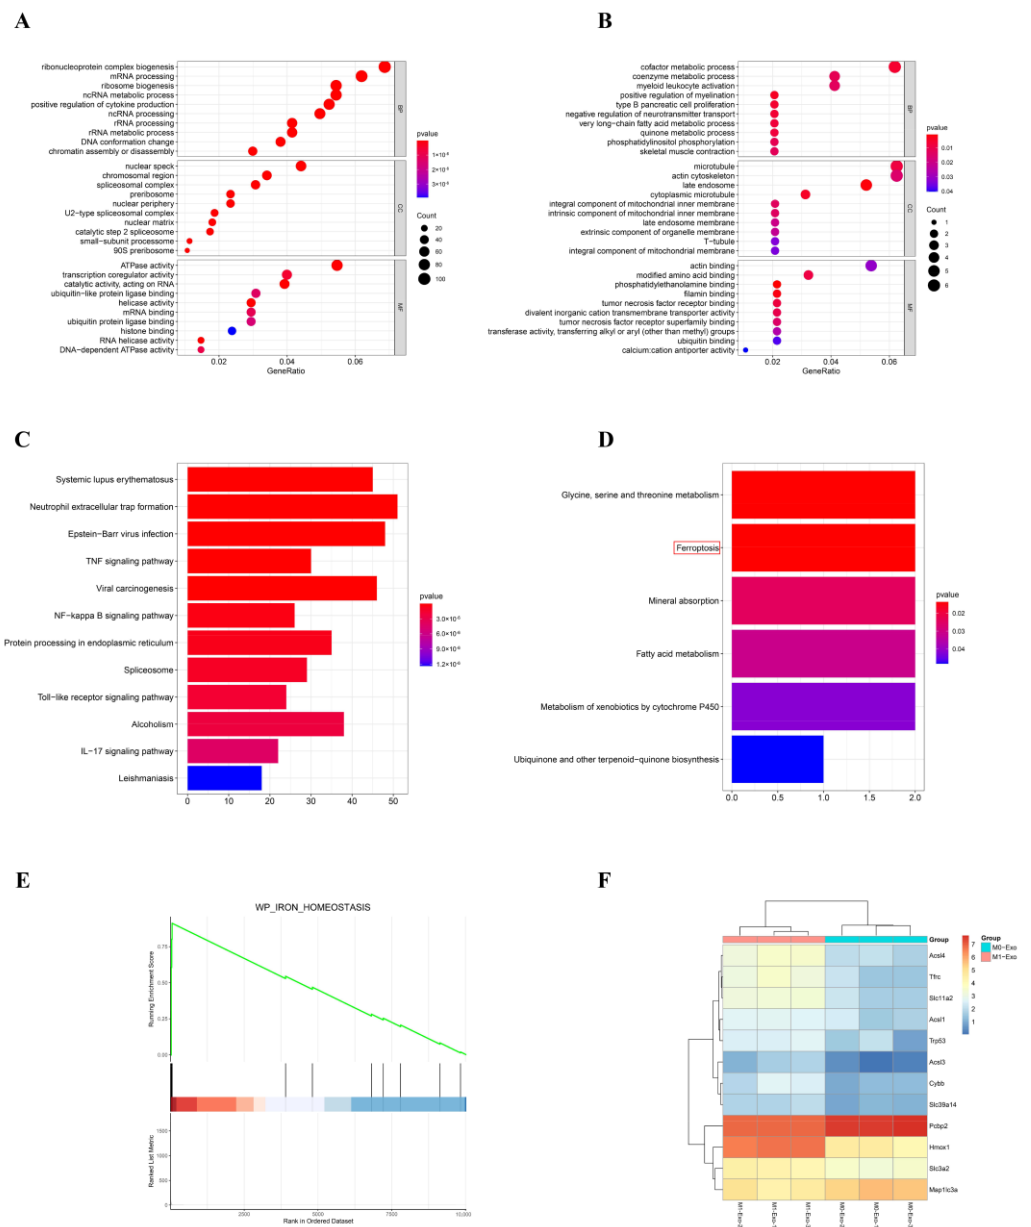 A
ribonucleoprotein complex biogenesis
mRNA processing
ribosome biogenesis
ncRNA metabolic process
positive regulation of cytokine production
ncRNA processing
rRNA processing
rRNA metabolic process
DNA conformation change
chromatin assembly or disassembly
BP
nuclear speck
chromosomal region
spliceosomal complex
preribosome
nuclear periphery
U2−type spliceosomal complex
nuclear matrix
catalytic step 2 spliceosome
small−subunit processome
90S preribosome
CC
ATPase activity
transcription coregulator activity
catalytic activity, acting on RNA
ubiquitin−like protein ligase binding
helicase activity
mRNA binding
ubiquitin protein ligase binding
histone binding
RNA helicase activity
DNA−dependent ATPase activity
MF
0.02 0.04 0.06
GeneRatio
pvalue
Count
20
40
60
80
100
B
cofactor metabolic process
coenzyme metabolic process
myeloid leukocyte activation
positive regulation of myelination
type B pancreatic cell proliferation
negative regulation of neurotransmitter transport
very long−chain fatty acid metabolic process
quinone metabolic process
phosphatidylinositol phosphorylation
skeletal muscle contraction
BP
microtubule
actin cytoskeleton
late endosome
cytoplasmic microtubule
integral component of mitochondrial inner membrane
intrinsic component of mitochondrial inner membrane
late endosome membrane
extrinsic component of organelle membrane
T−tubule
integral component of mitochondrial membrane
CC
actin binding
modified amino acid binding
phosphatidylethanolamine binding
filamin binding
tumor necrosis factor receptor binding
divalent inorganic cation transmembrane transporter activity
tumor necrosis factor receptor superfamily binding
transferase activity, transferring alkyl or aryl (other than methyl) groups
ubiquitin binding
calcium:cation antiporter activity
MF
0.02 0.04 0.06
GeneRatio
pvalue
0.01
0.02
0.03
0.04
Count
1
2
3
4
5
6
C
Systemic lupus erythematosus
Neutrophil extracellular trap formation
Epstein−Barr virus infection
TNF signaling pathway
Viral carcinogenesis
NF−kappa B signaling pathway
Protein processing in endoplasmic reticulum
Spliceosome
Toll−like receptor signaling pathway
Alcoholism
IL−17 signaling pathway
Leishmaniasis
0 10 20 30 40 50
pvalue
D
Glycine, serine and threonine metabolism
Ferroptosis
Mineral absorption
Fatty acid metabolism
Metabolism of xenobiotics by cytochrome P450
Ubiquinone and other terpenoid−quinone biosynthesis
0.0 0.5 1.0 1.5 2.0
pvalue
0.02
0.03
0.04
E
WP_IRON_HOMEOSTASIS
Running Enrichment Score
0.75
0.50
0.25
0.00
Ranked List Metric
1500
1000
500
0
0 2500 5000 7500 10,000
Rank in Ordered Dataset
F
Group
Acsl4
Tfrc
Slc11a2
Acsl1
Trp53
Acsl3
Cybb
Slc39a14
Pcbp2
Hmox1
Slc3a2
Map1lc3a
7
6
5
4
3
2
1
Group
M0−Exo
M1−Exo